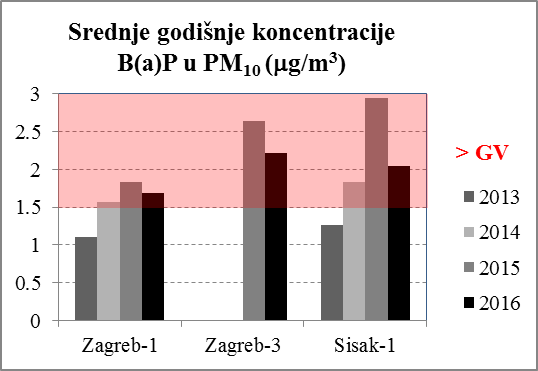 Srednje godišnje koncentracije
B(a)P u PM10 (µg/m³)
3
2.5
2
1.5
1
0.5
0
Zagreb-1
Zagreb-3
Sisak-1
> GV
2013
2014
2015
2016